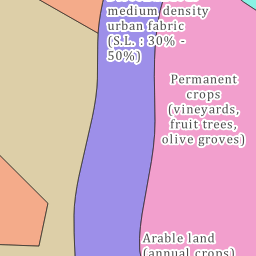 medium density
urban fabric
(S.L. : 30% -
50%)
Permanent
crops
(vineyards,
fruit trees,
olive groves)
Arable land
(annual crops)